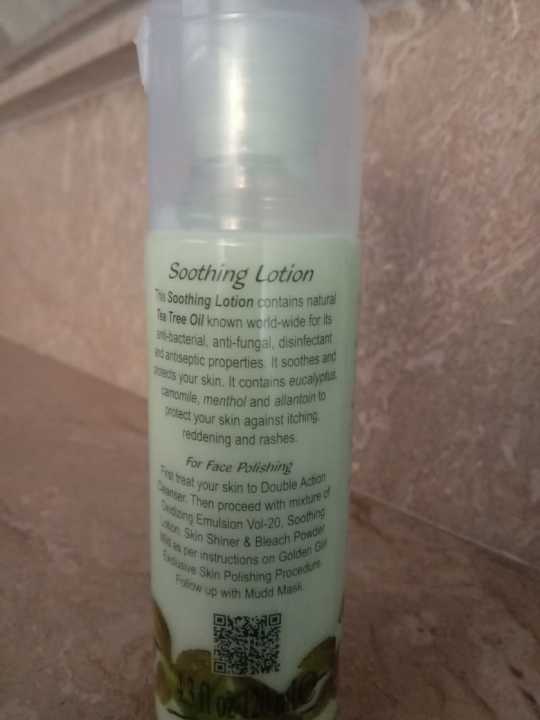 Soothing Lotion
This Soothing Lotion contains natural
Tea Tree Oil known world-wide for its
anti-bacterial, anti-fungal, disinfectant
and antiseptic properties. It soothes and
protects your skin. It contains eucalyptus,
camomile, menthol and allantoin to
protect your skin against itching,
reddening and rashes.
For Face Polishing
First treat your skin to Double Action
Cleanser. Then proceed with mixture of
Oxidizing Emulsion Vol-20, Soothing
Lotion, Skin Shiner & Bleach Powder
Mild as per instructions on Golden Girl
Exclusive Skin Polishing Procedure.
Follow up with Mudd Mask.
fl oz